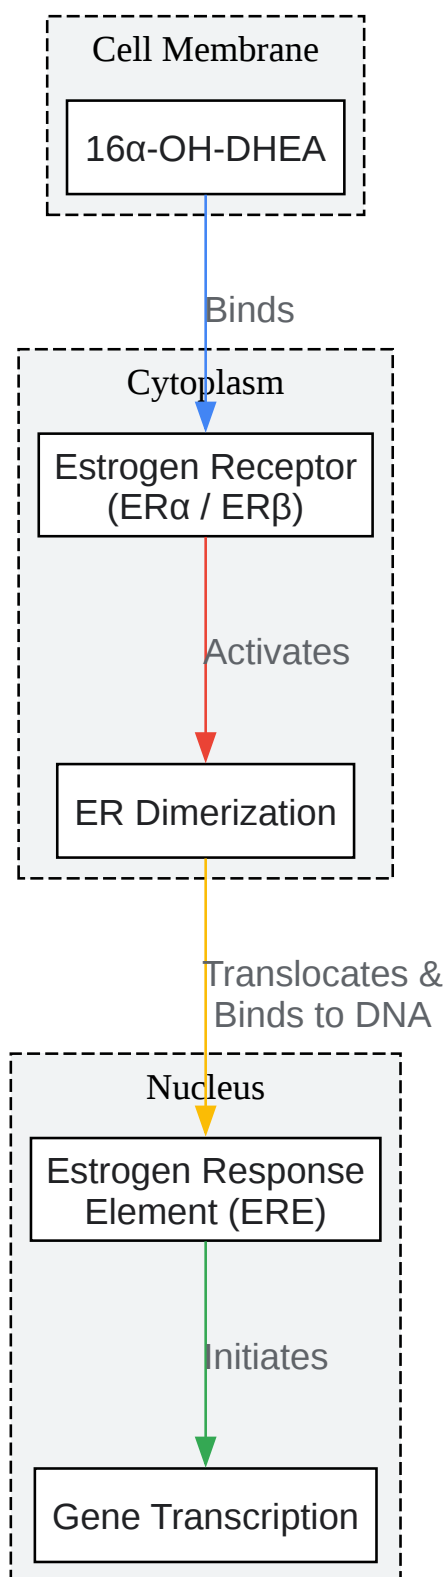 Cell Membrane
16α-OH-DHEA
Binds
Cytoplasm
Estrogen Receptor
(ERα / ERβ)
Activates
ER Dimerization
Translocates &
Binds to DNA
Nucleus
Estrogen Response
Element (ERE)
Initiates
Gene Transcription